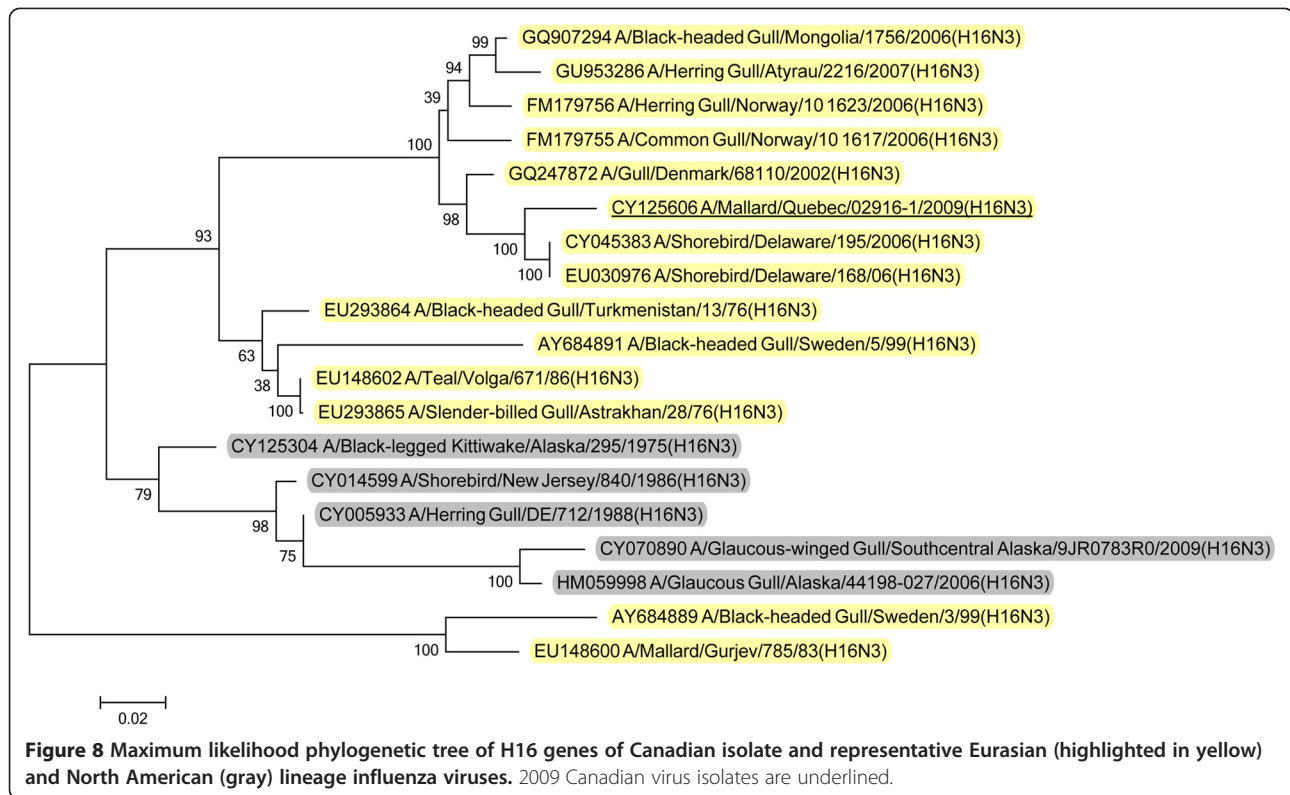 99
GQ907294 A/Black-headed Gull/Mongolia/1756/2006(H16N3)
94
GU953286 A/Herring Gull/Atyrau/2216/2007(H16N3)
39
FM179756 A/Herring Gull/Norway/10 1623/2006(H16N3)
100
FM179755 A/Common Gull/Norway/10 1617/2006(H16N3)
GQ247872 A/Gull/Denmark/68110/2002(H16N3)
98
CY125606 A/Mallard/Quebec/02916-1/2009(H16N3)
93
100
CY045383 A/Shorebird/Delaware/195/2006(H16N3)
100
EU030976 A/Shorebird/Delaware/168/06(H16N3)
EU293864 A/Black-headed Gull/Turkmenistan/13/76(H16N3)
63
AY684891 A/Black-headed Gull/Sweden/5/99(H16N3)
38
EU148602 A/Teal/Volga/671/86(H16N3)
100
EU293865 A/Slender-billed Gull/Astrakhan/28/76(H16N3)
CY125304 A/Black-legged Kittiwake/Alaska/295/1975(H16N3)
79
CY014599 A/Shorebird/New Jersey/840/1986(H16N3)
98
CY005933 A/Herring Gull/DE/712/1988(H16N3)
75
CY070890 A/Glaucous-winged Gull/Southcentral Alaska/9JR0783R0/2009(H16N3)
100
HM059998 A/Glaucous Gull/Alaska/44198-027/2006(H16N3)
AY684889 A/Black-headed Gull/Sweden/3/99(H16N3)
100
EU148600 A/Mallard/Gurjev/785/83(H16N3)
0.02
Figure 8 Maximum likelihood phylogenetic tree of H16 genes of Canadian isolate and representative Eurasian (highlighted in yellow)
and North American (gray) lineage influenza viruses. 2009 Canadian virus isolates are underlined.